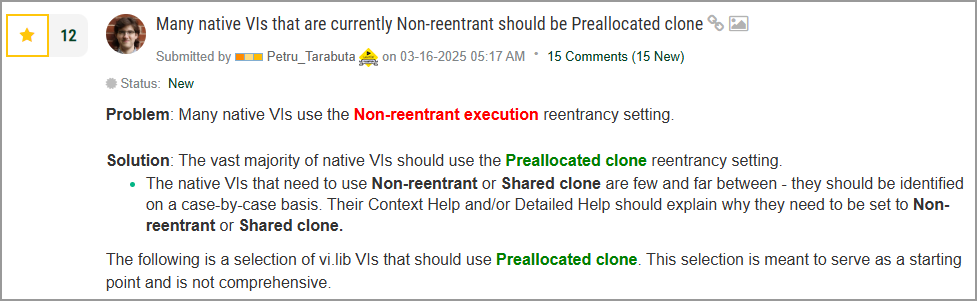 12
Many native VIs that are currently Non-reentrant should be Preallocated clone
Submitted by Petru_Tarabuta on 03-16-2025 05:17 AM • 15 Comments (15 New)
Status: New
Problem: Many native VIs use the Non-reentrant execution reentrancy setting.
Solution: The vast majority of native VIs should use the Preallocated clone reentrancy setting.
• The native VIs that need to use Non-reentrant or Shared clone are few and far between - they should be identified
on a case-by-case basis. Their Context Help and/or Detailed Help should explain why they need to be set to Non-
reentrant or Shared clone.
The following is a selection of vi.lib VIs that should use Preallocated clone. This selection is meant to serve as a starting
point and is not comprehensive.